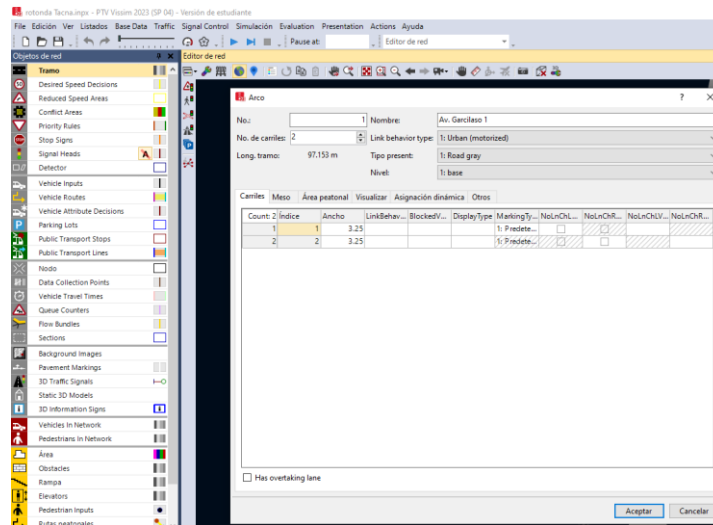 rotonda Tacna.inpx - PTV Vissim 2023 (SP 04) - Versión de estudiante
File Edición Ver Listados Base Data Traffic Signal Control Simulación Evaluation Presentation Actions Ayuda
Pause at: Editor de red
Objetos de red
Editor de red
Tramo
Desired Speed Decisions
Reduced Speed Areas
Conflict Areas
Priority Rules
Stop Signs
Signal Heads
Detector
Vehicle Inputs
Vehicle Routes
Vehicle Attribute Decisions
Parking Lots
Public Transport Stops
Public Transport Lines
Nodo
Data Collection Points
Vehicle Travel Times
Queue Counters
Flow Bundles
Sections
Background Images
Pavement Markings
3D Traffic Signals
Static 3D Models
3D Information Signs
Vehicles In Network
Pedestrians In Network
Área
Obstacles
Rampa
Elevators
Pedestrian Inputs
Rutas peatonales
Arco ? ×
No.: 1 Nombre: Av. Garcilaso 1
No. de carriles: 2 Link behavior type: 1: Urban (motorized)
Long. tramo: 97.153 m Tipo present: 1: Road gray
Nivel: 1: base
Carriles Meso Área peatonal Visualizar Asignación dinámica Otros
Count: 2 Índice Ancho LinkBehav... BlockedV... DisplayType MarkingTy... NoLnChL... NoLnChR... NoLnChLV... NoLnChR...
1 1 3.25 1: Predete...
2 2 3.25 1: Predete...
Has overtaking lane
Aceptar Cancelar